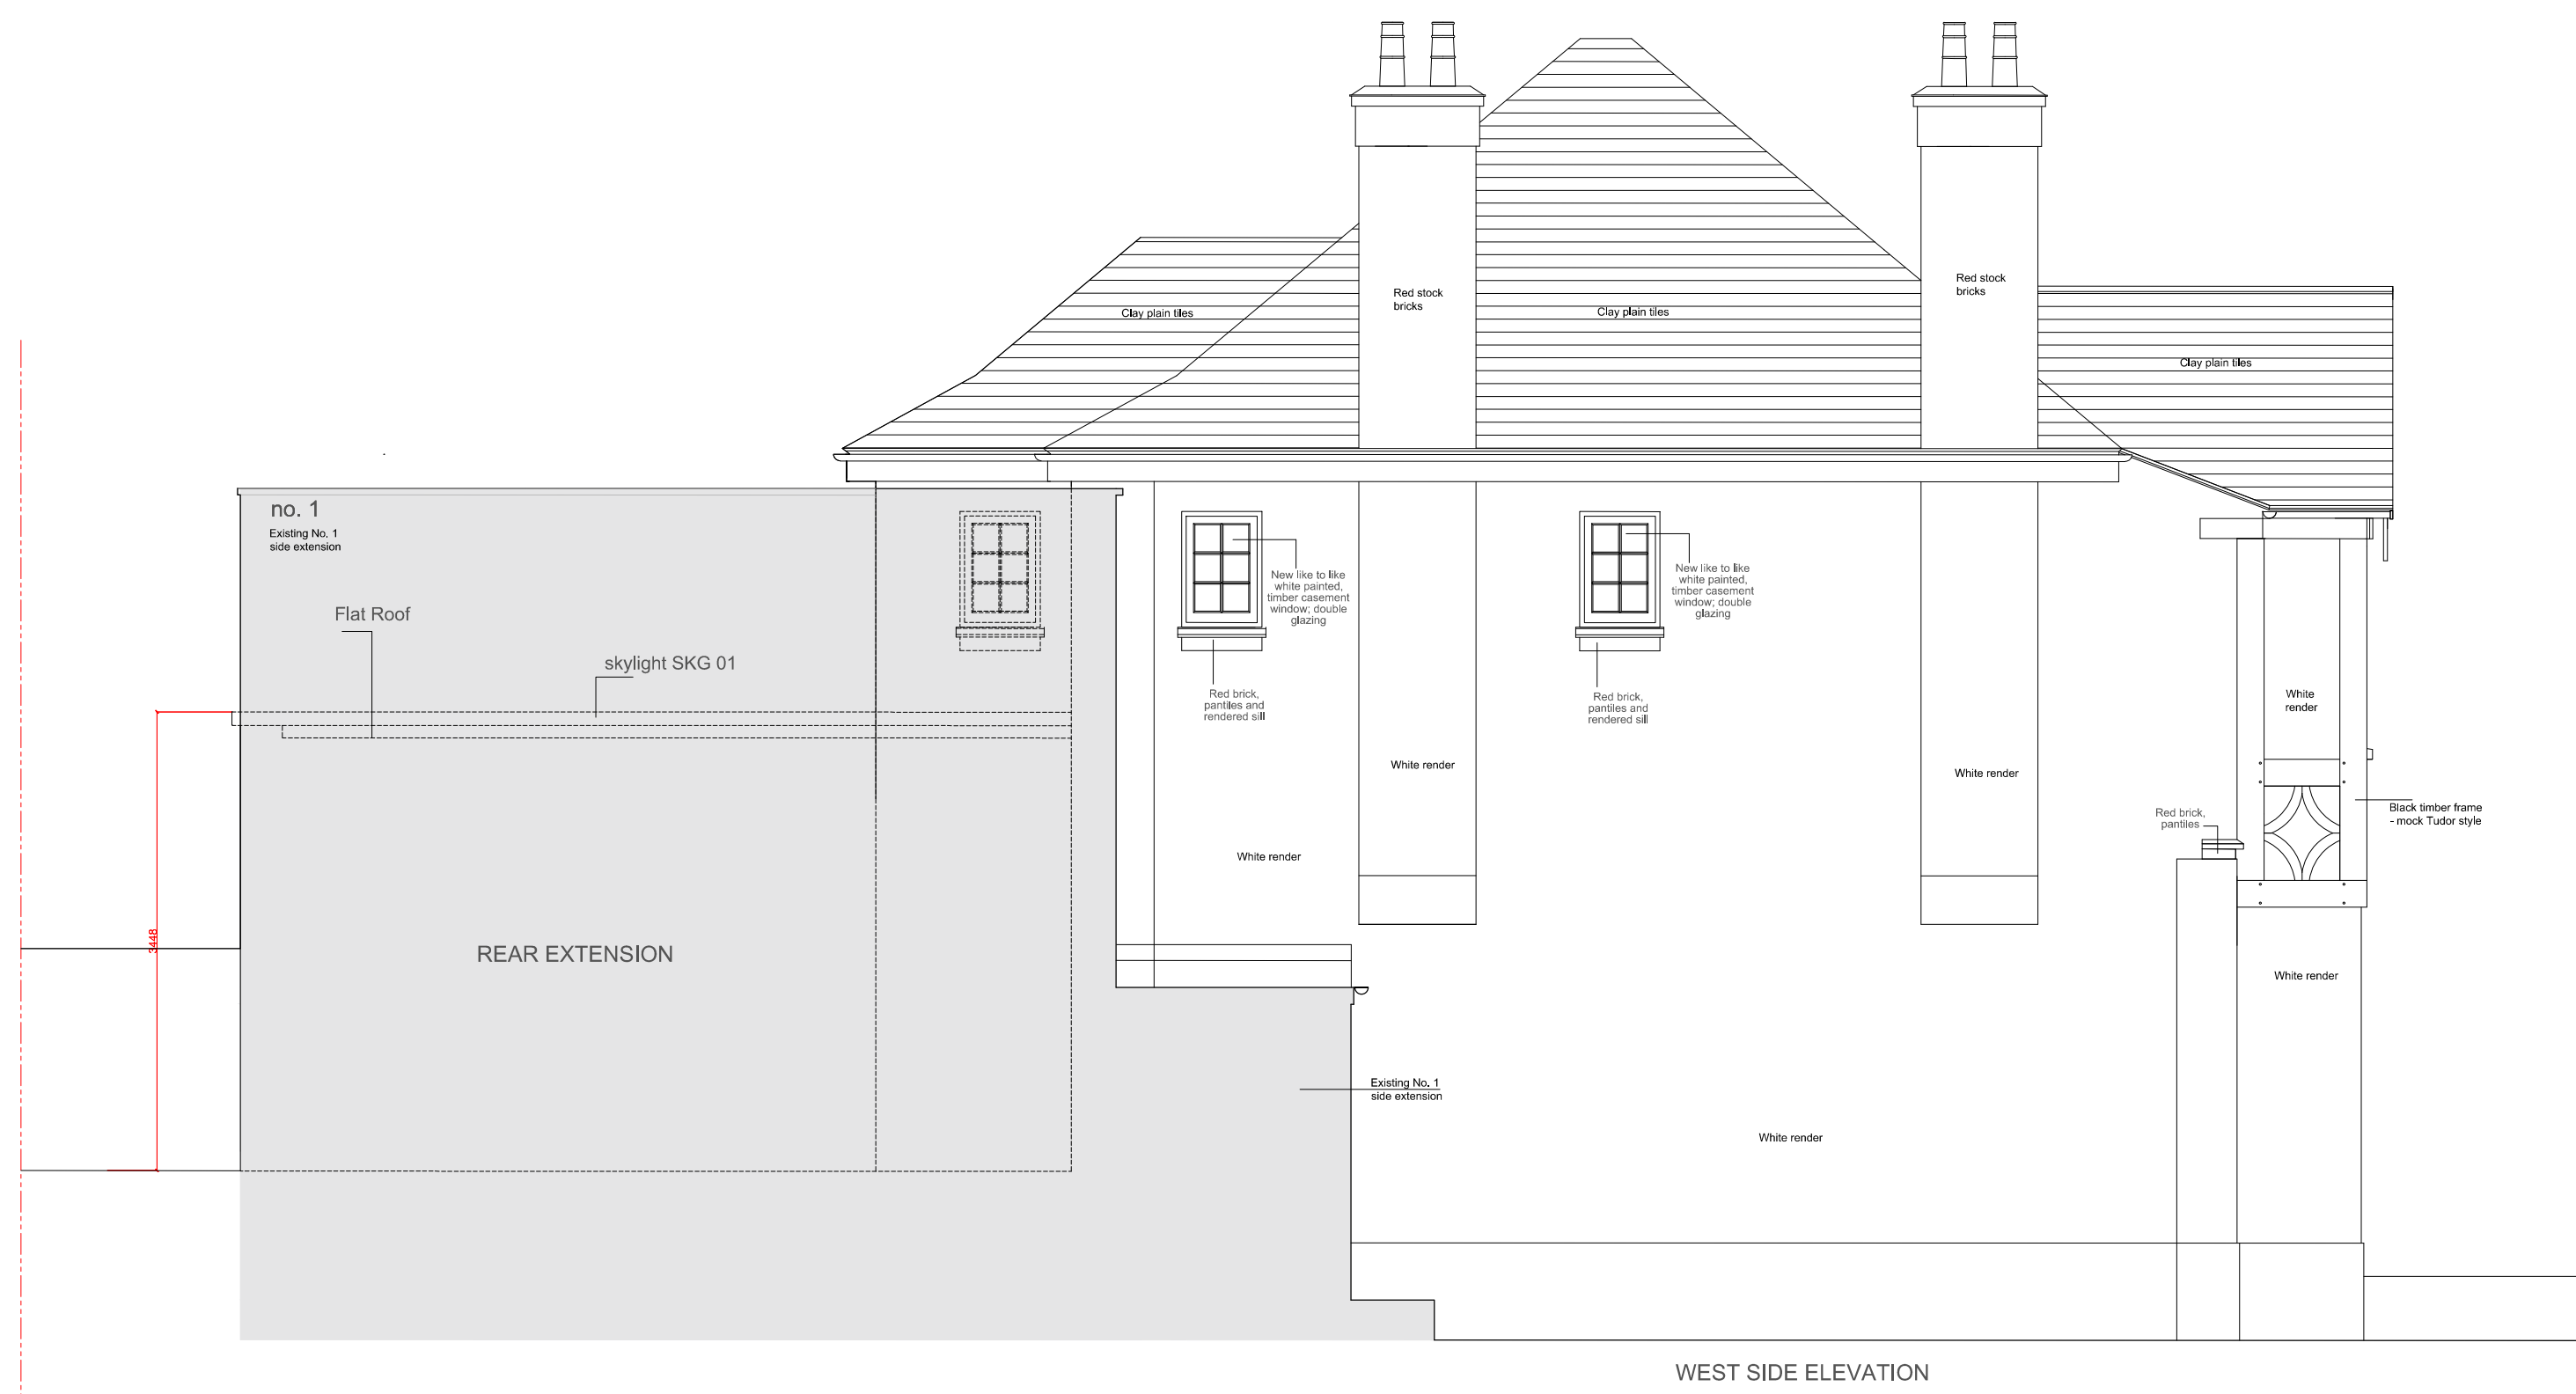 Red stock
bricks
Red stock
bricks
Clay plain tiles
Clay plain tiles
Clay plain tiles
no. 1
Existing No. 1
side extension
Flat Roof
skylight SKG 01
New like to like
white painted,
timber casement
window; double
glazing
New like to like
white painted,
timber casement
window; double
glazing
Red brick,
pantiles and
rendered sill
Red brick,
pantiles and
rendered sill
White
render
White render
White render
Red brick,
pantiles
Black timber frame
- mock Tudor style
White render
3448
REAR EXTENSION
White render
Existing No. 1
side extension
White render
WEST SIDE ELEVATION